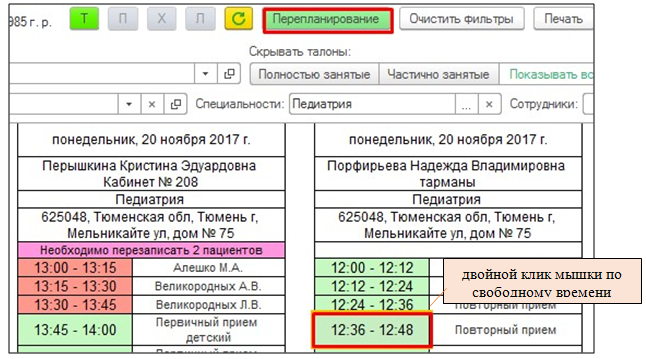 985 г. р. Т П Х Л Перепланирование Очистить фильтры Печать
Скрывать талоны:
Полностью занятые Частично занятые Показывать вс
Специальности: Педиатрия ... × Сотрудники:
понедельник, 20 ноября 2017 г.
Перышкина Кристина Эдуардовна
Кабинет № 208
Педиатрия
625048, Тюменская обл, Тюмень г,
Мельникайте ул, дом № 75
Необходимо перезаписать 2 пациентов
13:00 - 13:15 Алешко М.А.
13:15 - 13:30 Великородных А.В.
13:30 - 13:45 Великородных Л.В.
13:45 - 14:00 Первичный прием
детский
понедельник, 20 ноября 2017 г.
Порфирьева Надежда Владимировна
тарманы
Педиатрия
625048, Тюменская обл, Тюмень г,
Мельникайте ул, дом № 75
12:00 - 12:12
12:12 - 12:24
12:24 - 12:36 Повторный прием
12:36 - 12:48 Повторный прием
двойной клик мышки по
свободному времени